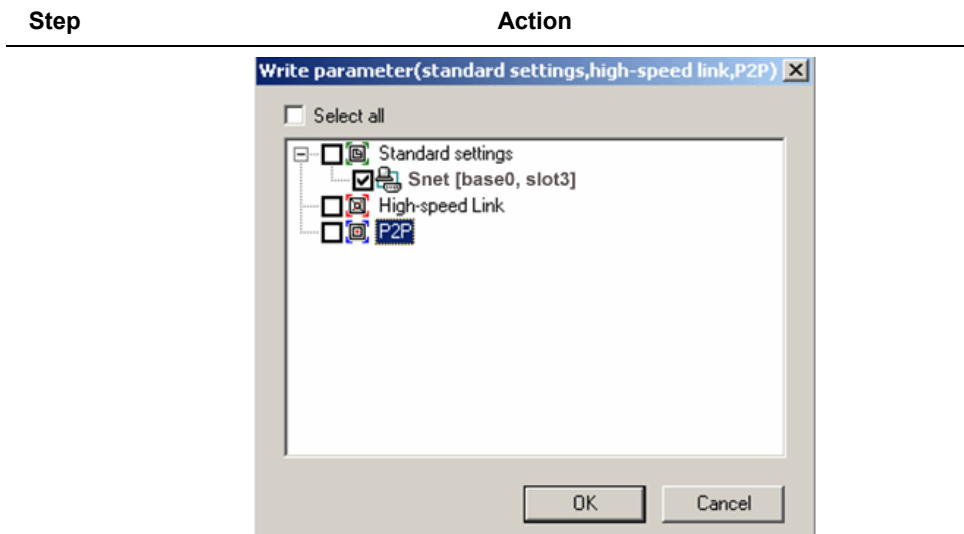 Step Action
Write parameter(standard settings,high-speed link,P2P)
Select all
Standard settings
Snet [base0, slot3]
High-speed Link
P2P
OK Cancel